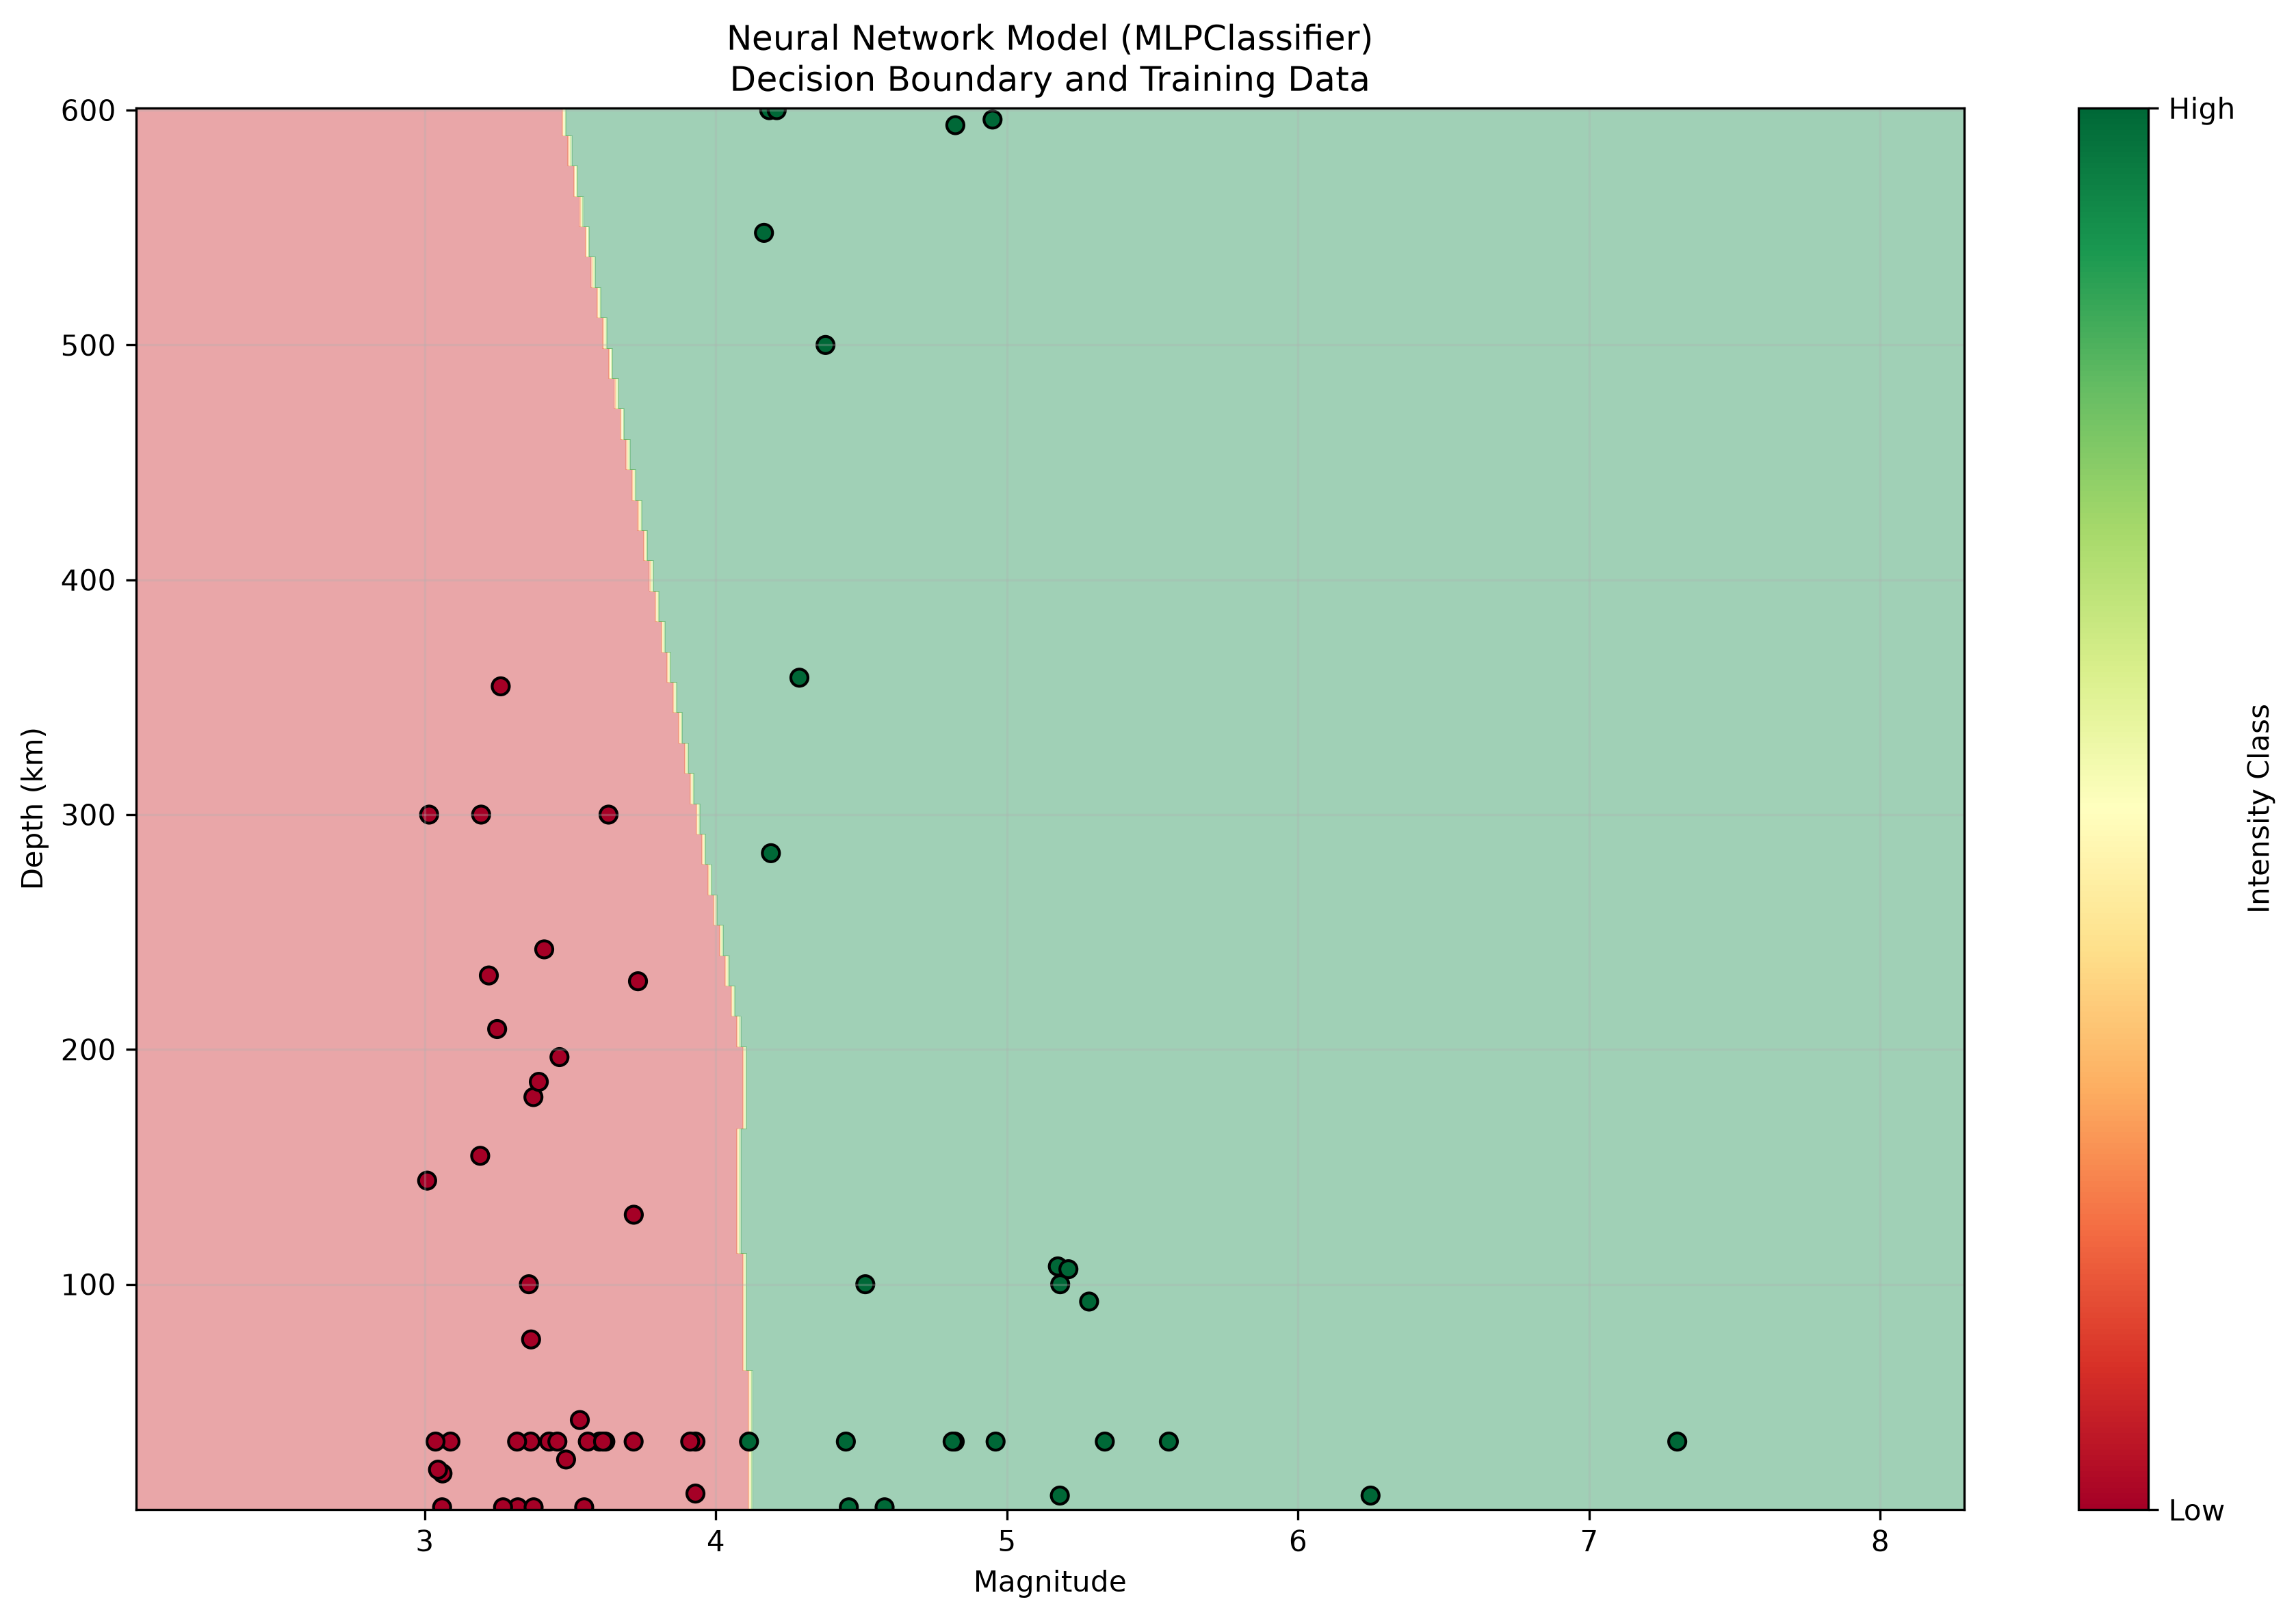 Neural Network Model (MLPClassifier)
Decision Boundary and Training Data
600
500
400
300
200
100
Depth (km)
3
4
5
6
7
8
Magnitude
High
Low
Intensity Class